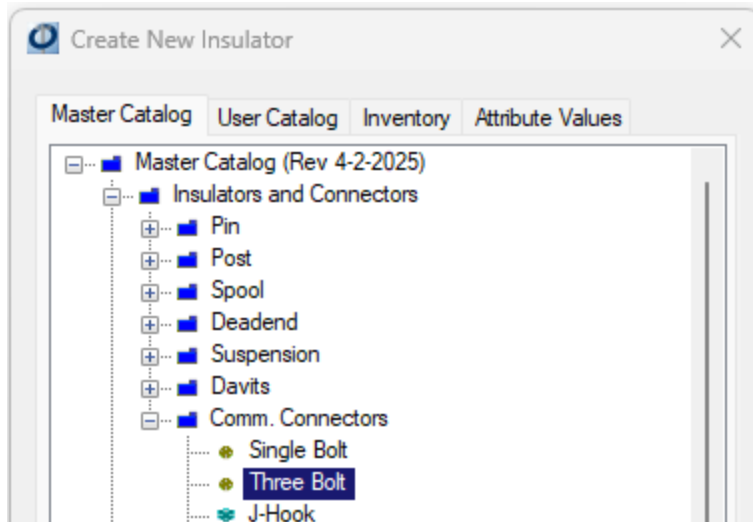 Create New Insulator
Master Catalog User Catalog Inventory Attribute Values
Master Catalog (Rev 4-2-2025)
Insulators and Connectors
Pin
Post
Spool
Deadend
Suspension
Davits
Comm. Connectors
Single Bolt
Three Bolt
J-Hook